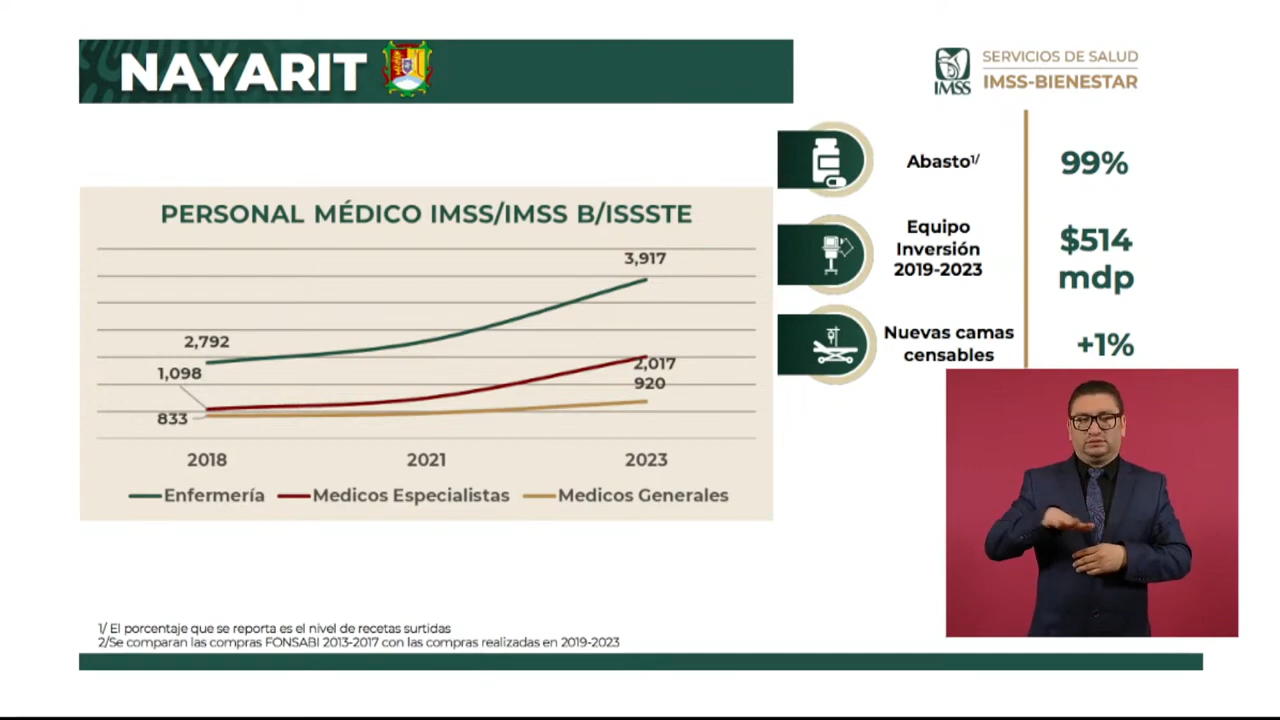 NAYARIT
IMSS
SERVICIOS DE SALUD
IMSS-BIENESTAR
Abasto1/
99%
Equipo
Inversión
2019-2023
$514
mdp
Nuevas camas
censables
+1%
PERSONAL MÉDICO IMSS/IMSS B/ISSSTE
3,917
2,792
1,098
2,017
920
833
2018
2021
2023
Enfermería
Medicos Especialistas
Medicos Generales
1/ El porcentaje que se reporta es el nivel de recetas surtidas
2/Se comparan las compras FONSABI 2013-2017 con las compras realizadas en 2019-2023